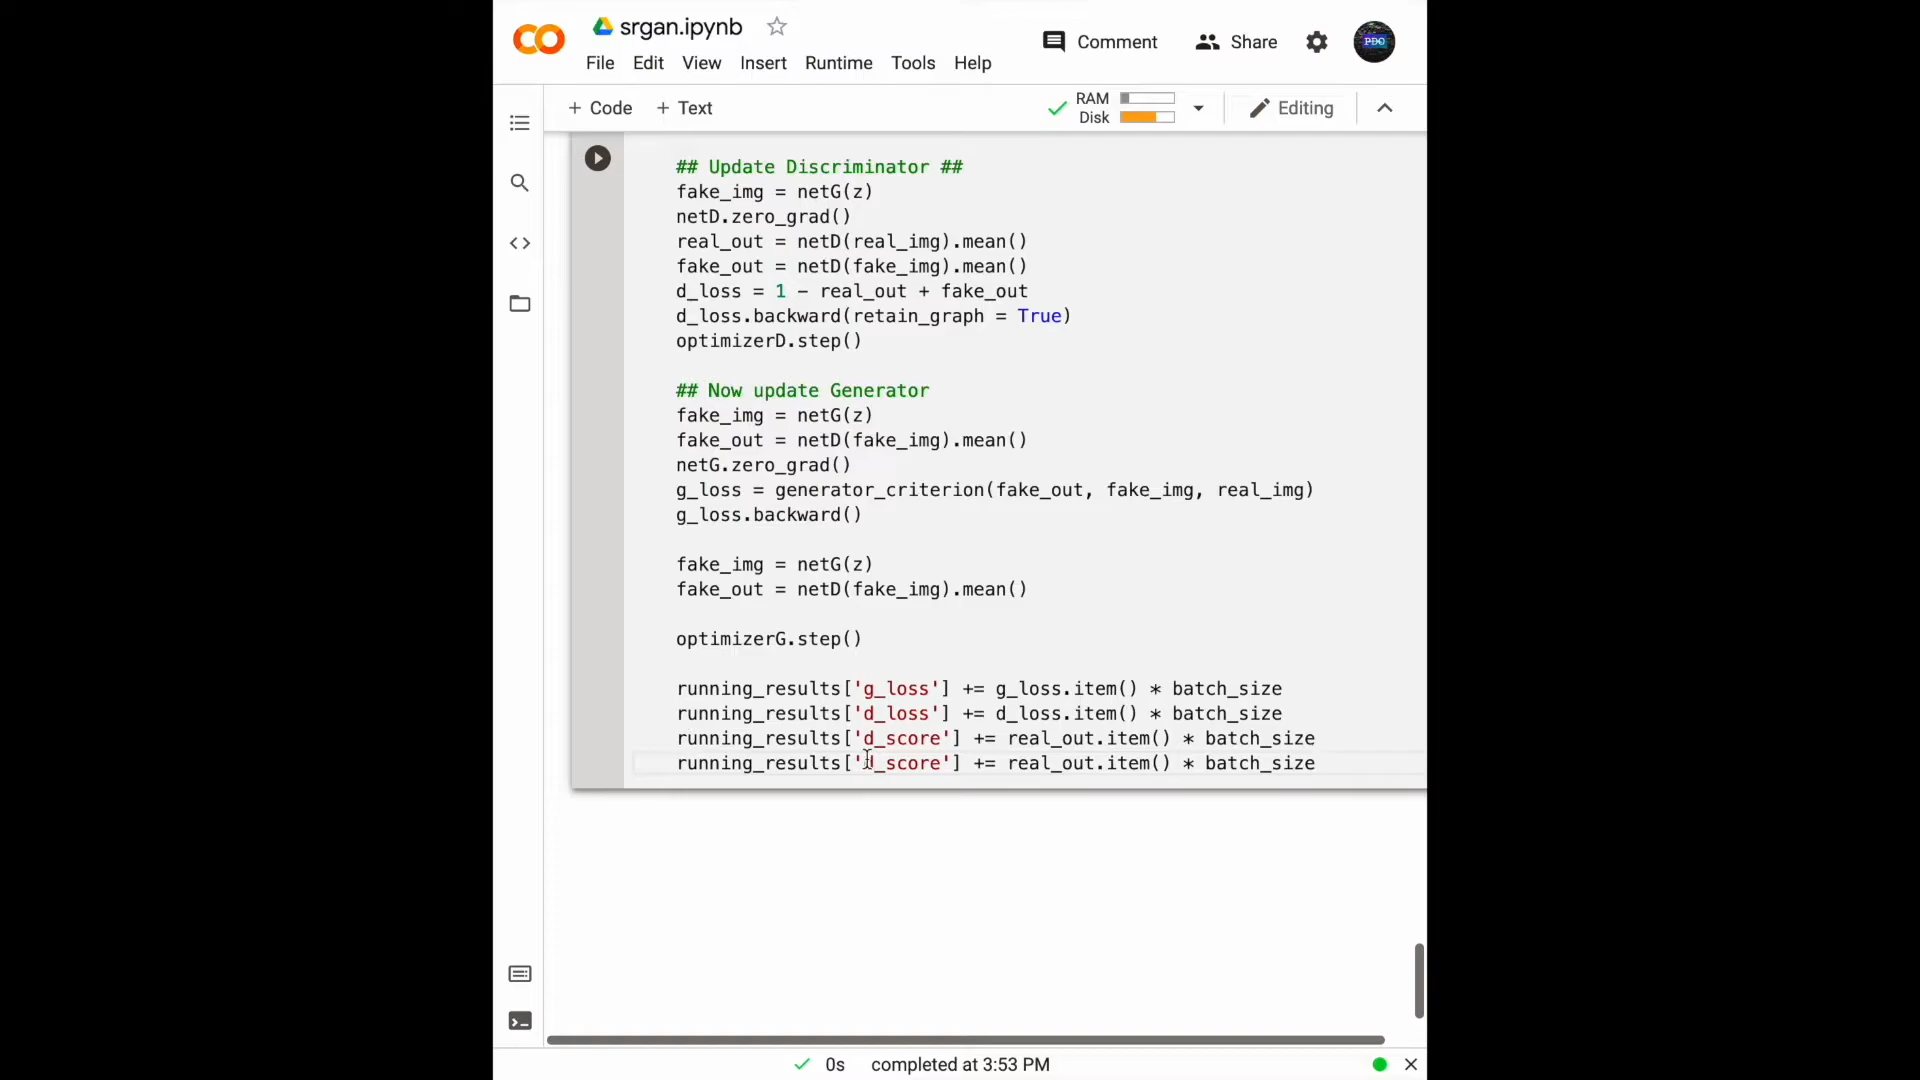 srgan.ipynb
File Edit View Insert Runtime Tools Help
Comment
Share
PDO
+ Code + Text
RAM
Disk
Editing
## Update Discriminator ##
fake_img = netG(z)
netD.zero_grad()
real_out = netD(real_img).mean()
fake_out = netD(fake_img).mean()
d_loss = 1 - real_out + fake_out
d_loss.backward(retain_graph = True)
optimizerD.step()
## Now update Generator
fake_img = netG(z)
fake_out = netD(fake_img).mean()
netG.zero_grad()
g_loss = generator_criterion(fake_out, fake_img, real_img)
g_loss.backward()
fake_img = netG(z)
fake_out = netD(fake_img).mean()
optimizerG.step()
running_results['g_loss'] += g_loss.item() * batch_size
running_results['d_loss'] += d_loss.item() * batch_size
running_results['d_score'] += real_out.item() * batch_size
running_results['d_score'] += real_out.item() * batch_size
0s completed at 3:53 PM